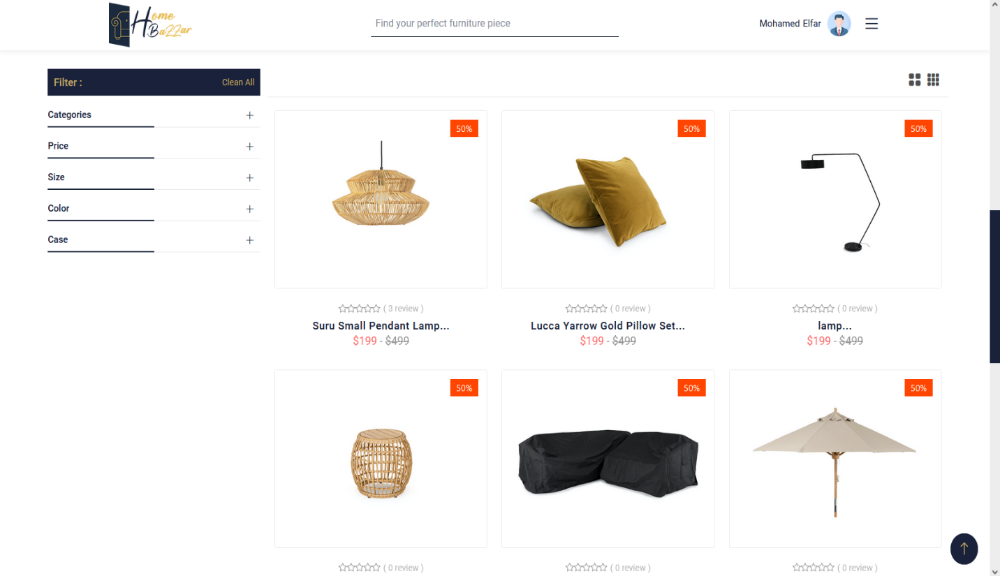 Home
BaZZar
Find your perfect furniture piece
Mohamed Elfar
Filter :
Clean All
Categories
Price
Size
Color
Case
50%
50%
50%
( 3 review )
( 0 review )
( 0 review )
Suru Small Pendant Lamp...
Lucca Yarrow Gold Pillow Set...
lamp...
$199 - $499
$199 - $499
$199 - $499
50%
50%
50%
( 0 review )
( 0 review )
( 0 review )